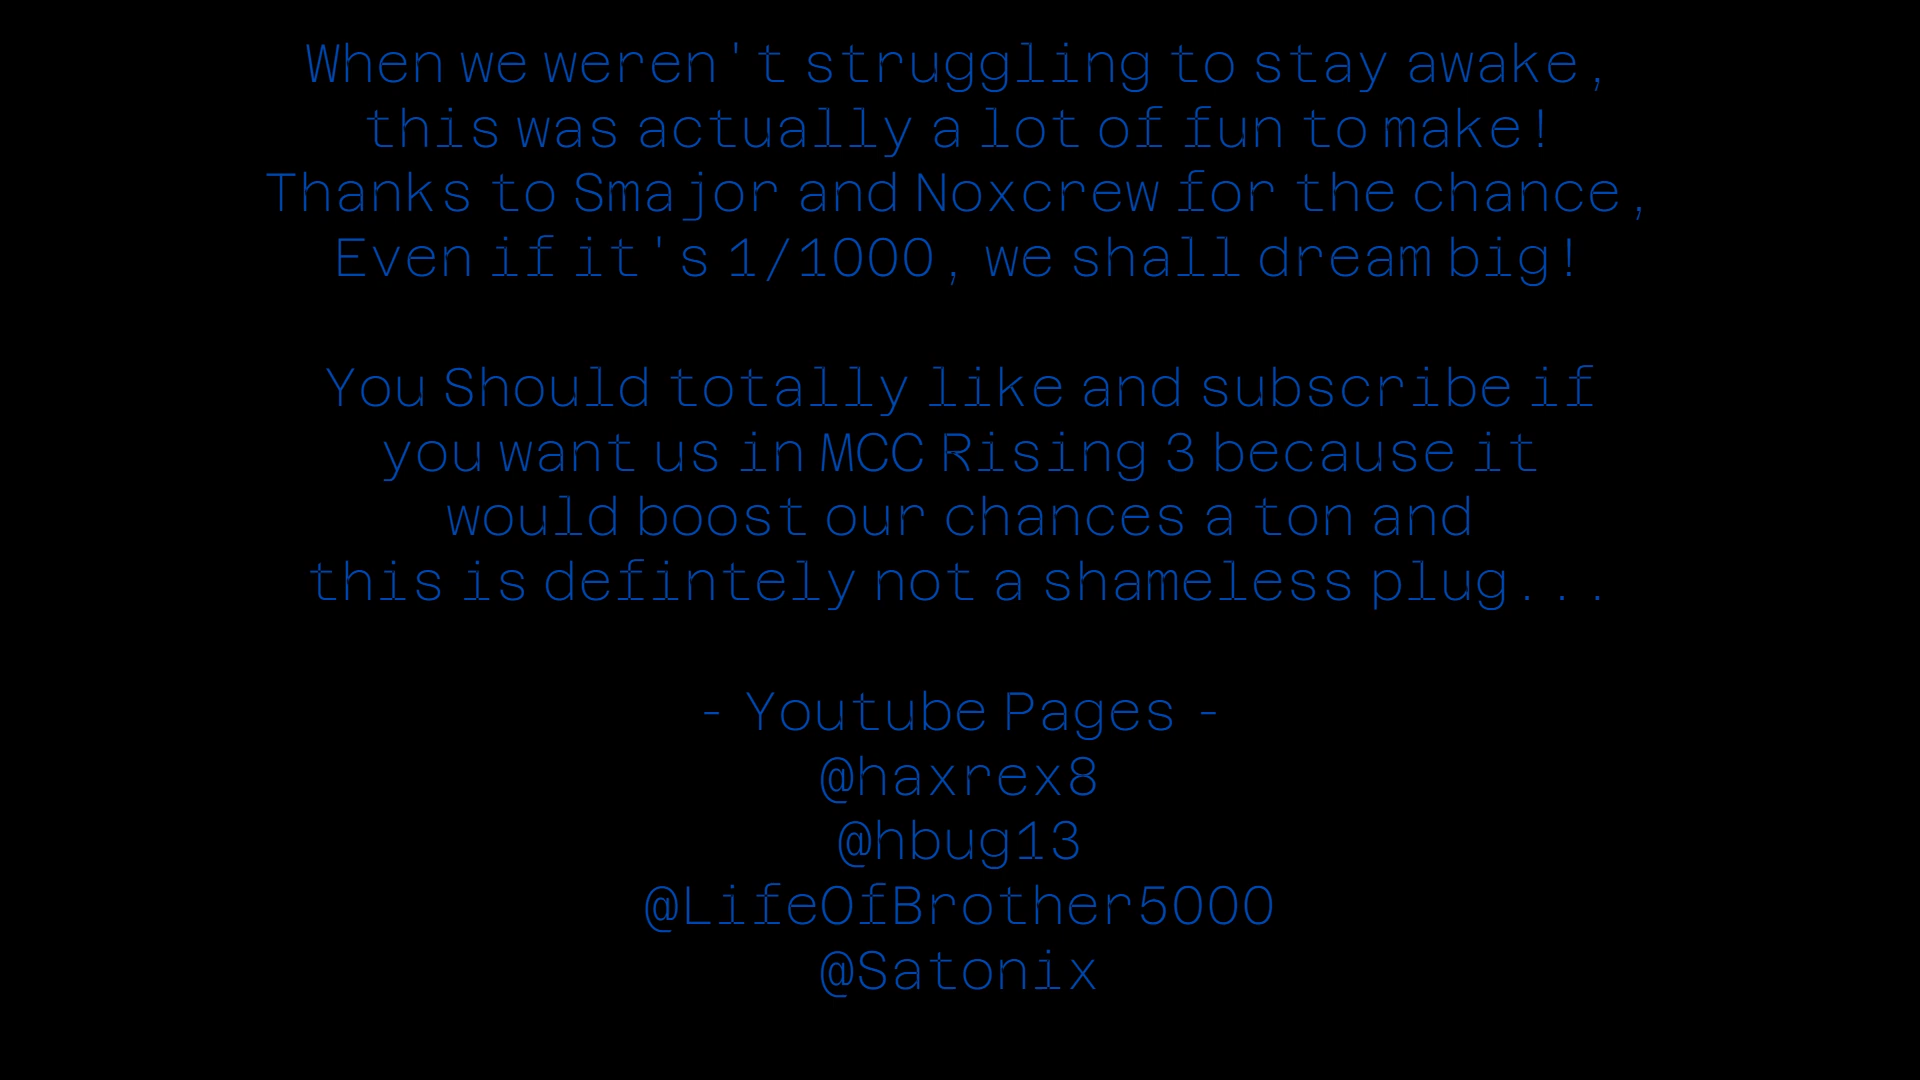 When we weren't struggling to stay awake,
this was actually a lot of fun to make!
Thanks to Smajor and Noxcrew for the chance,
Even if it's 1/1000, we shall dream big!
You Should totally like and subscribe if
you want us in MCC Rising 3 because it
would boost our chances a ton and
this is defintely not a shameless plug...
- Youtube Pages -
@haxrex8
@hbug13
@LifeOfBrother5000
@Satonix